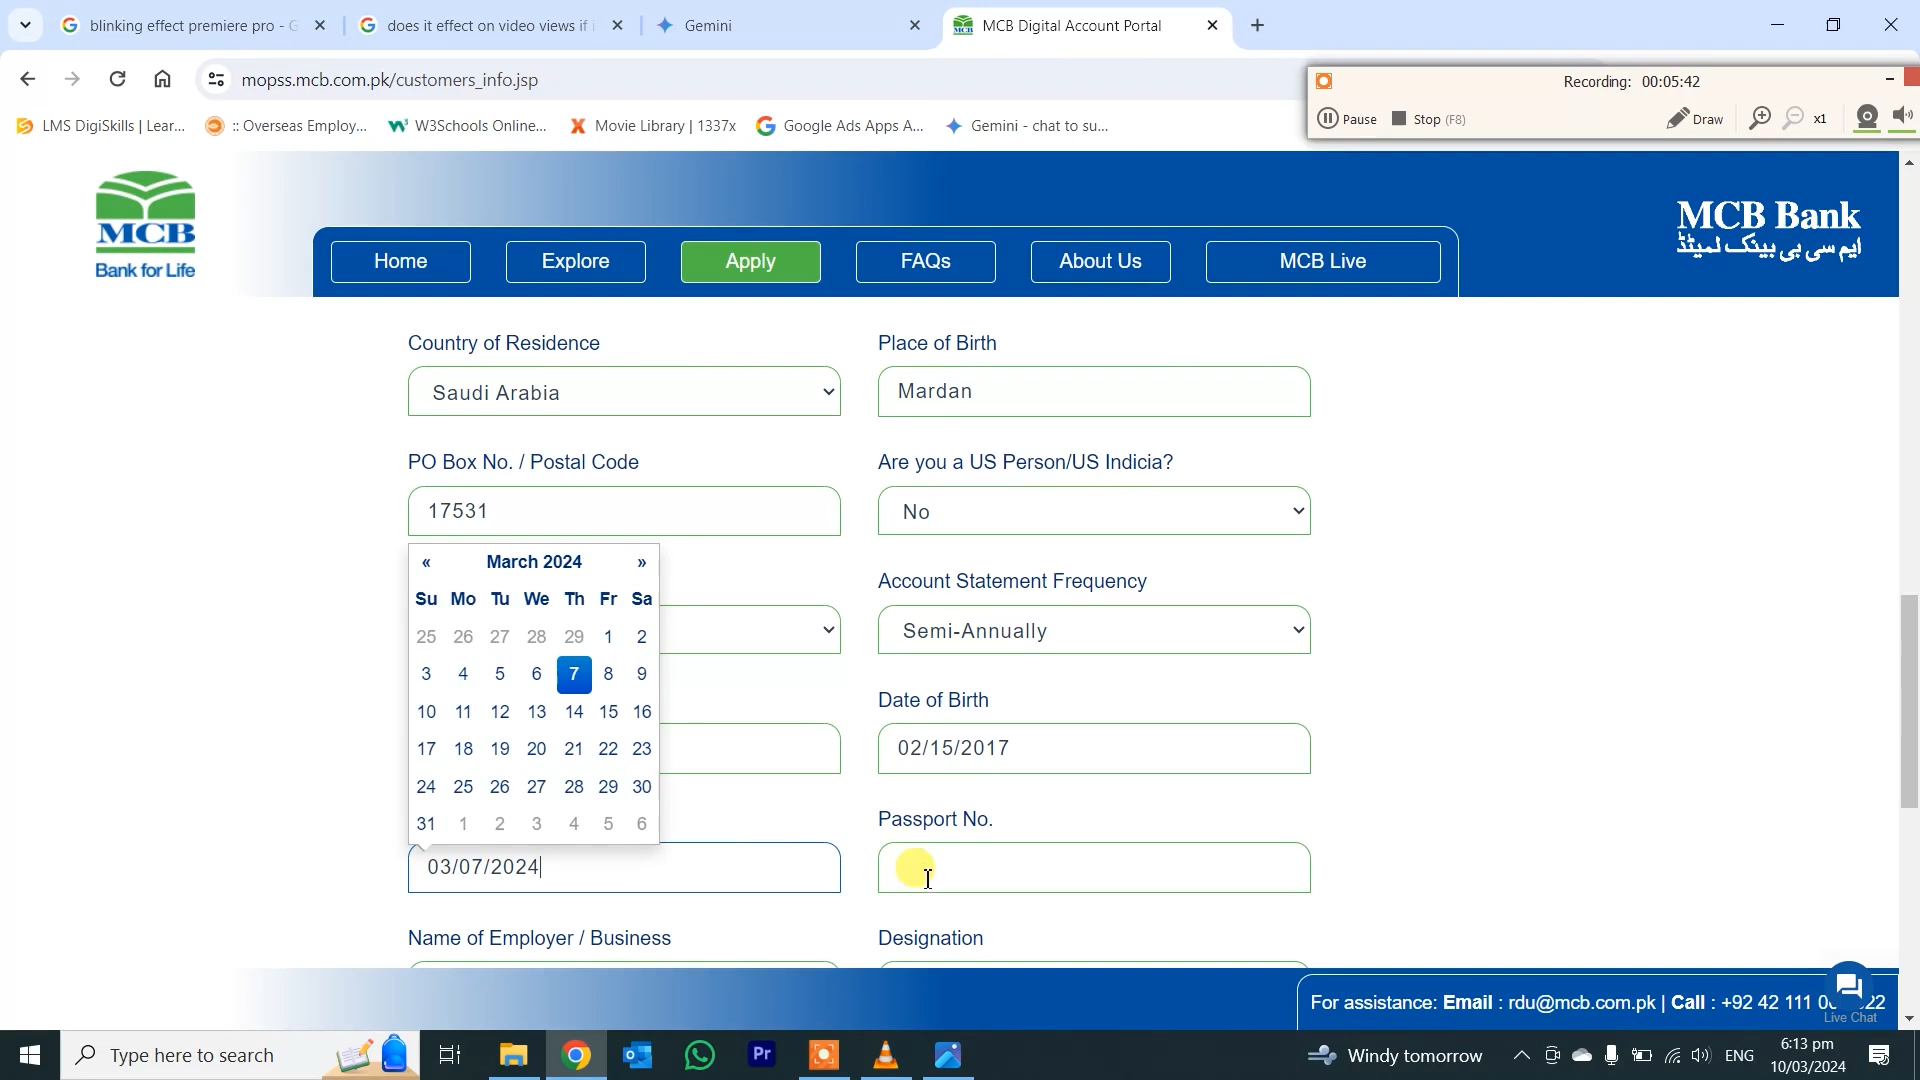 blinking effect premiere pro - G
does it effect on video views if i
Gemini
MCB Digital Account Portal
mopss.mcb.com.pk/customers_info.jsp
Recording: 00:05:42
Pause
Stop (F8)
Draw
x1
LMS DigiSkills | Lear...
:: Overseas Employ...
W3Schools Online...
Movie Library | 1337x
Google Ads Apps A...
Gemini - chat to su...
MCB
Bank for Life
Home
Explore
Apply
FAQs
About Us
MCB Live
MCB Bank
ایم سی بی بینک لمیٹڈ
Country of Residence
Place of Birth
Saudi Arabia
Mardan
PO Box No. / Postal Code
Are you a US Person/US Indicia?
17531
No
« March 2024 »
Su Mo Tu We Th Fr Sa
25 26 27 28 29 1 2
3 4 5 6 7 8 9
10 11 12 13 14 15 16
17 18 19 20 21 22 23
24 25 26 27 28 29 30
31 1 2 3 4 5 6
Account Statement Frequency
Semi-Annually
Date of Birth
02/15/2017
Passport No.
03/07/2024
Name of Employer / Business
Designation
For assistance: Email : rdu@mcb.com.pk | Call : +92 42 111 0
22
Live Chat
Type here to search
Pr
Windy tomorrow
ENG
6:13 pm
10/03/2024